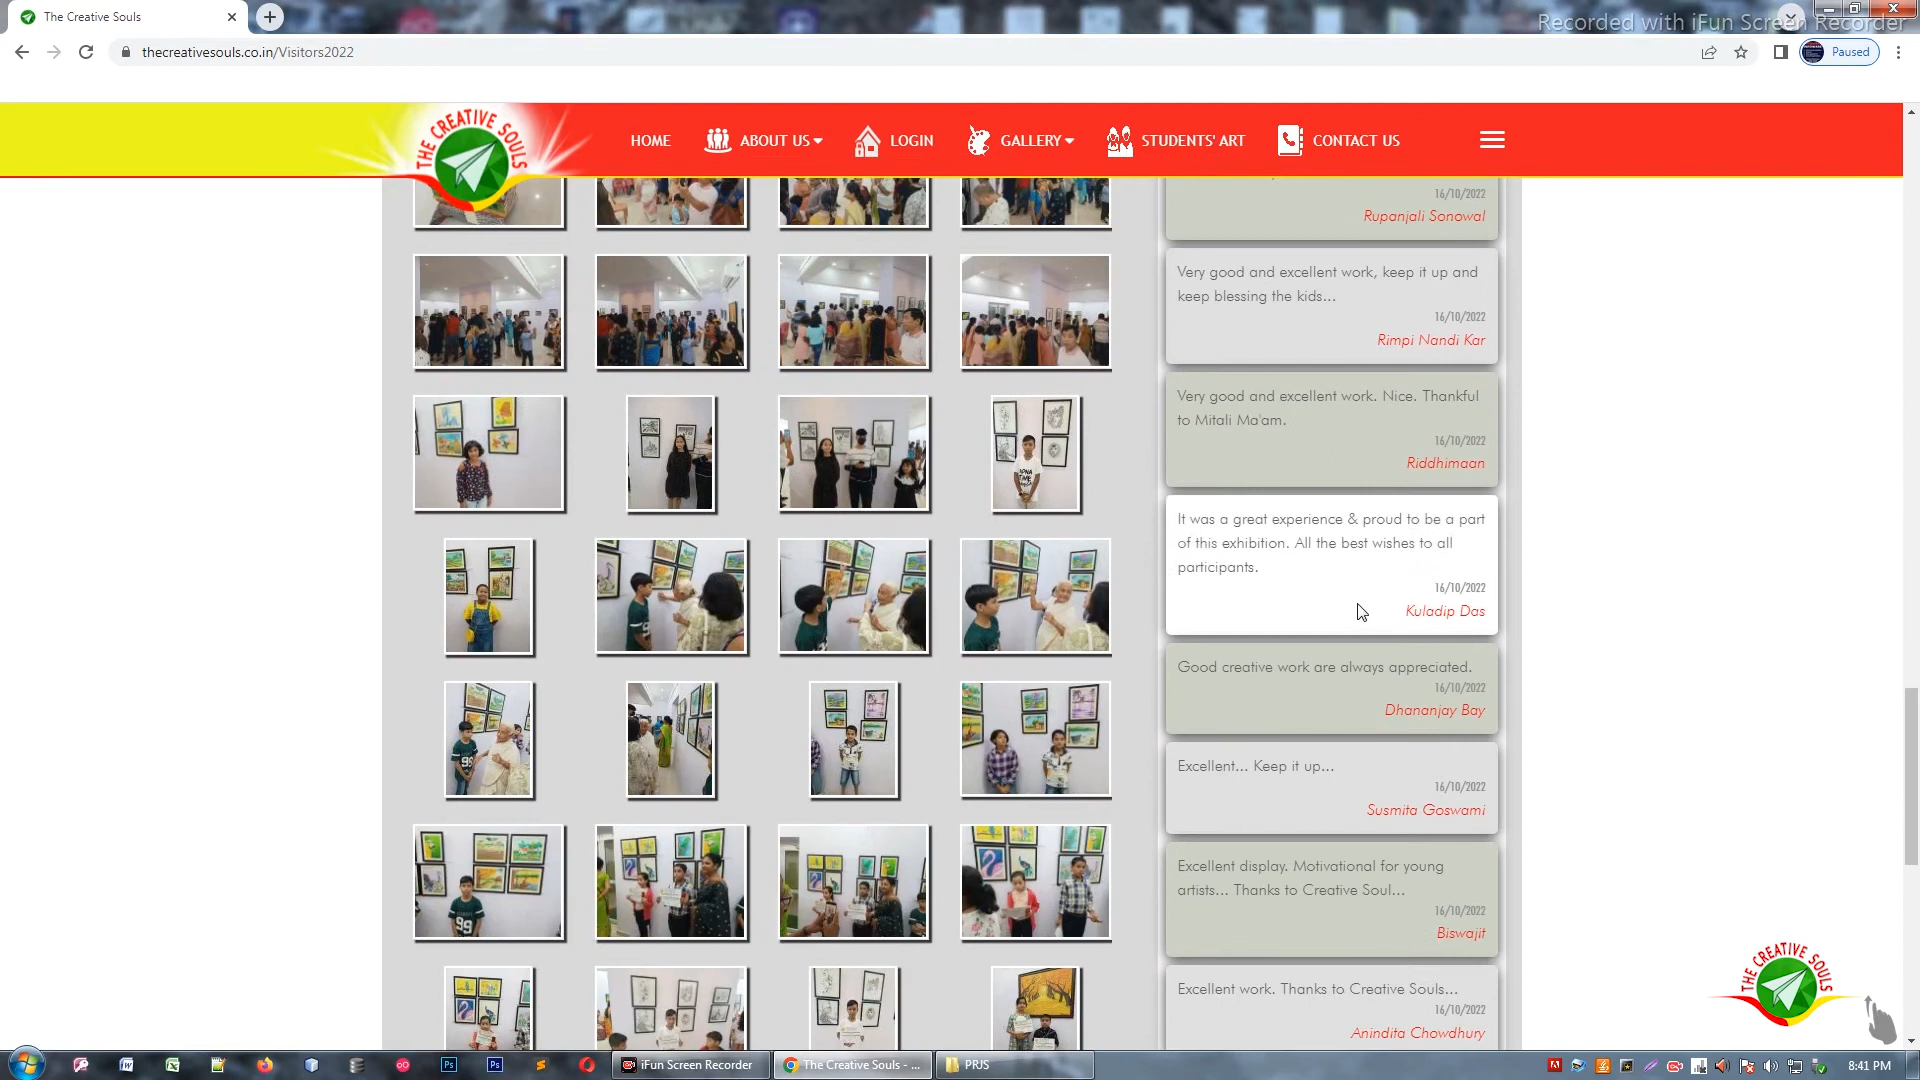 The Creative Souls
Recorded with iFun Screen Recorder
thecreativesouls.co.in/Visitors2022
Paused
THE CREATIVE SOULS
HOME
ABOUT US
LOGIN
GALLERY
STUDENTS' ART
CONTACT US
16/10/2022
Rupanjali Sonowal
Very good and excellent work, keep it up and
keep blessing the kids...
16/10/2022
Rimpi Nandi Kar
Very good and excellent work. Nice. Thankful
to Mitali Ma'am.
16/10/2022
Riddhimaan
It was a great experience & proud to be a part
of this exhibition. All the best wishes to all
participants.
16/10/2022
Kuladip Das
Good creative work are always appreciated.
16/10/2022
Dhananjay Bay
Excellent... Keep it up...
16/10/2022
Susmita Goswami
Excellent display. Motivational for young
artists... Thanks to Creative Soul...
16/10/2022
Biswajit
Excellent work. Thanks to Creative Souls...
16/10/2022
Anindita Chowdhury
APNA
TIME
99
99
THE CREATIVE SOULS
iFun Screen Recorder
The Creative Souls - ...
PRJS
8:41 PM